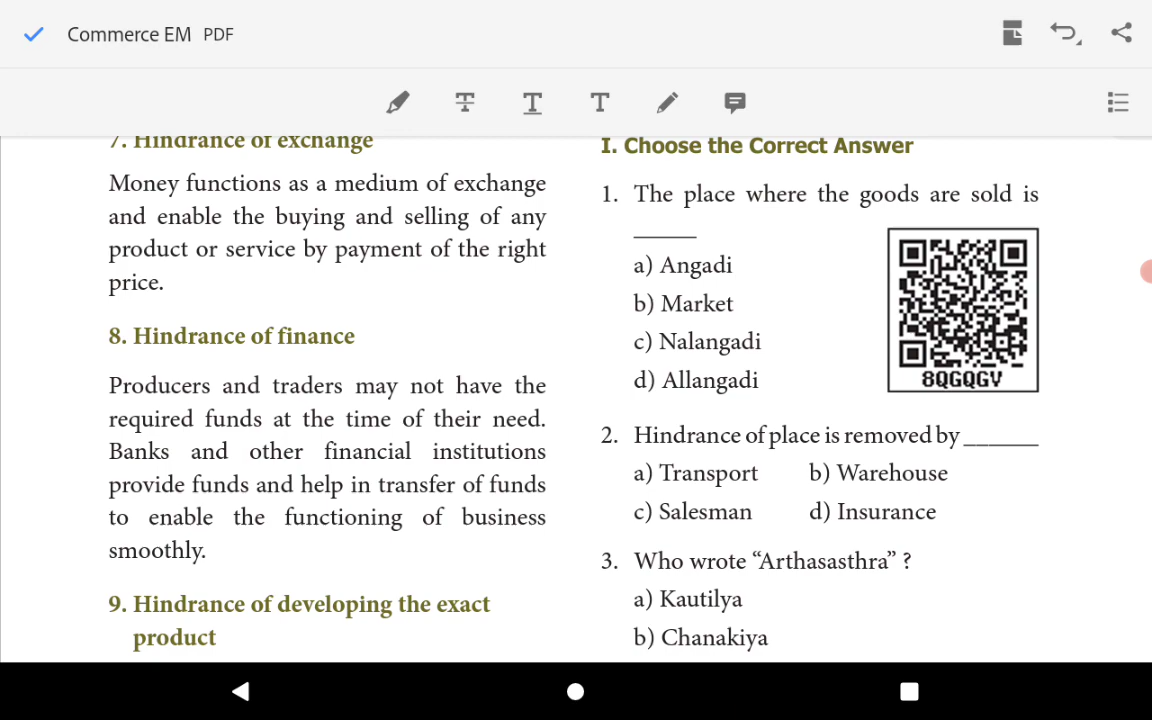 Commerce EM PDF
7. Hindrance of exchange
Money functions as a medium of exchange
and enable the buying and selling of any
product or service by payment of the right
price.
8. Hindrance of finance
Producers and traders may not have the
required funds at the time of their need.
Banks and other financial institutions
provide funds and help in transfer of funds
to enable the functioning of business
smoothly.
9. Hindrance of developing the exact
product
I. Choose the Correct Answer
1. The place where the goods are sold is
_____
a) Angadi
b) Market
c) Nalangadi
d) Allangadi
8QGQGV
2. Hindrance of place is removed by ______
a) Transport b) Warehouse
c) Salesman d) Insurance
3. Who wrote “Arthasasthra” ?
a) Kautilya
b) Chanakiya